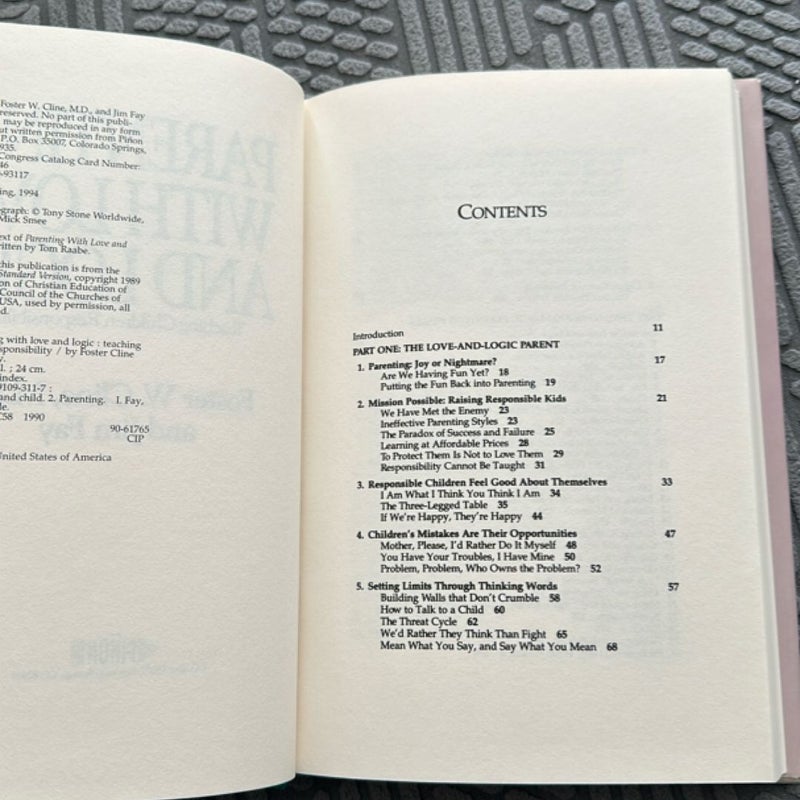 Foster W. Cline, M.D., and Jim Fay
reserved. No part of this publi-
may be reproduced in any form
ut written permission from Piñon
P.O. Box 35007, Colorado Springs,
935.
Congress Catalog Card Number:
46
-93117
ing, 1994
graph: © Tony Stone Worldwide,
Mick Smee
ext of Parenting With Love and
ritten by Tom Raabe.
this publication is from the
Standard Version, copyright 1989
on of Christian Education of
Council of the Churches of
USA, used by permission, all
d.
g with love and logic : teaching
sponsibility / by Foster Cline
y.
l. ; 24 cm.
index.
9109-311-7 :
and child. 2. Parenting. I. Fay,
le.
C58 1990
90-61765
CIP
United States of America
CONTENTS
Introduction 11
PART ONE: THE LOVE-AND-LOGIC PARENT
1. Parenting: Joy or Nightmare? 17
Are We Having Fun Yet? 18
Putting the Fun Back into Parenting 19
2. Mission Possible: Raising Responsible Kids 21
We Have Met the Enemy 23
Ineffective Parenting Styles 23
The Paradox of Success and Failure 25
Learning at Affordable Prices 28
To Protect Them Is Not to Love Them 29
Responsibility Cannot Be Taught 31
3. Responsible Children Feel Good About Themselves 33
I Am What I Think You Think I Am 34
The Three-Legged Table 35
If We're Happy, They're Happy 44
4. Children's Mistakes Are Their Opportunities 47
Mother, Please, I'd Rather Do It Myself 48
You Have Your Troubles, I Have Mine 50
Problem, Problem, Who Owns the Problem? 52
5. Setting Limits Through Thinking Words 57
Building Walls that Don't Crumble 58
How to Talk to a Child 60
The Threat Cycle 62
We'd Rather They Think Than Fight 65
Mean What You Say, and Say What You Mean 68